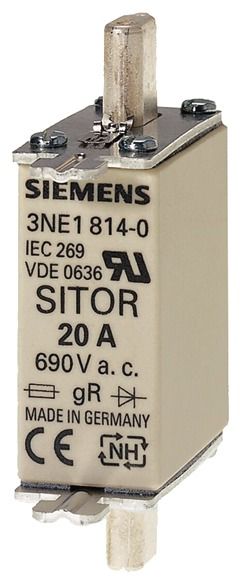 SIEMENS
3NE1 814-0
IEC 269
VDE 0636
SITOR
20 A
690V a. c.
gR
MADE IN GERMANY
CE NH